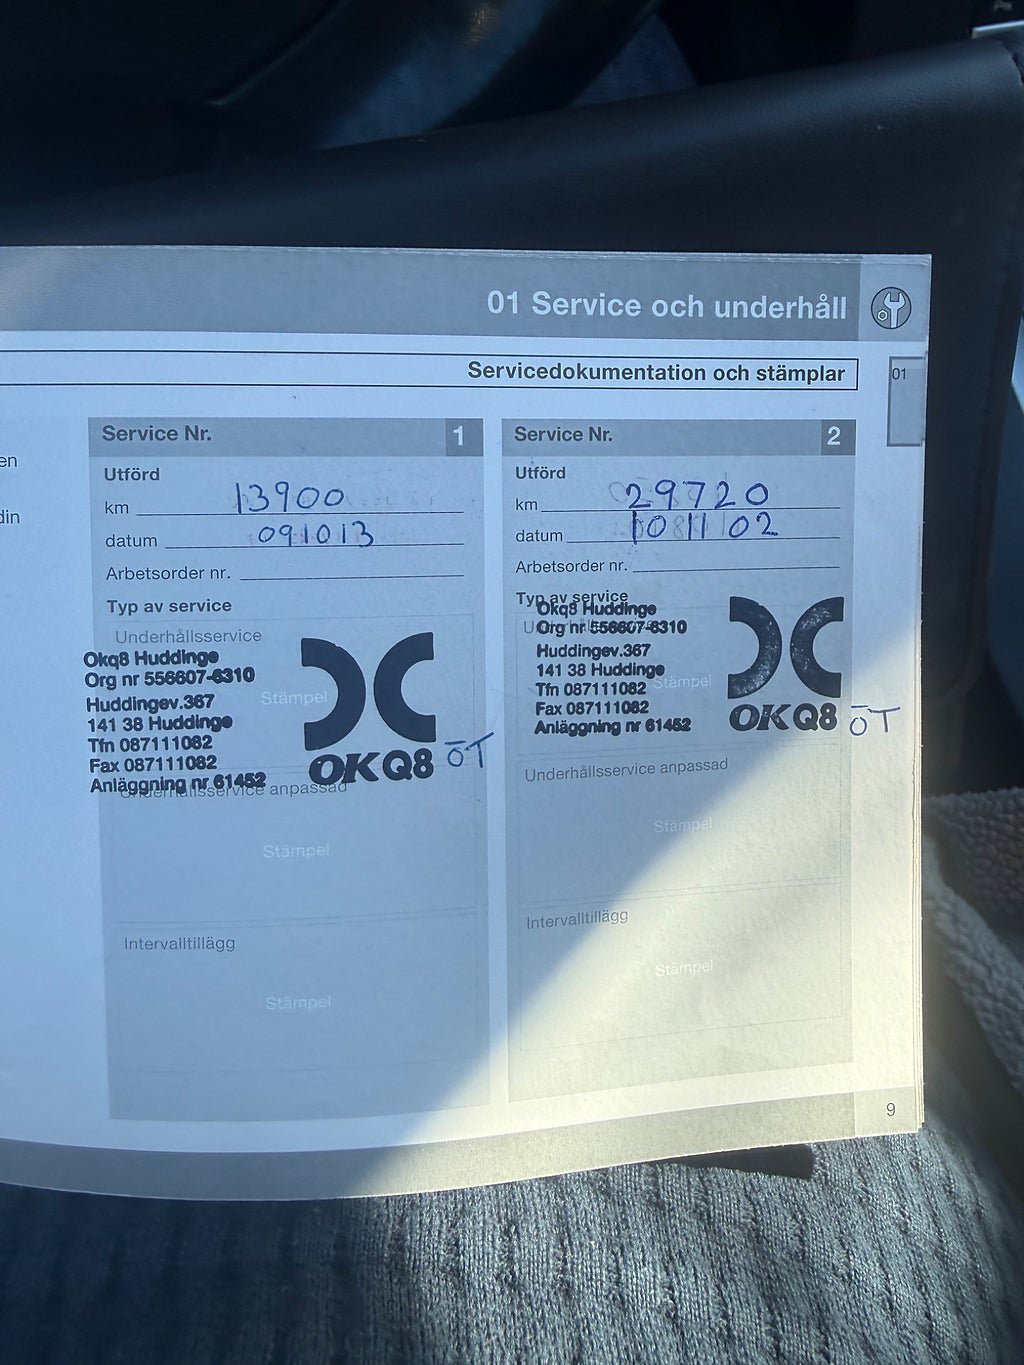 01 Service och underhåll
Servicedokumentation och stämplar
01
en
din
Service Nr. 1
Utförd
km 13900
datum 091013
Arbetsorder nr.
Typ av service
Underhållsservice
Stämpel
Okq8 Huddinge
Org nr 556607-6310
Huddingev.367
141 38 Huddinge
Tfn 087111082
Fax 087111082
Anläggning nr 61452
OKQ8 ÖT
Underhållsservice anpassad
Stämpel
Intervalltillägg
Stämpel
Service Nr. 2
Utförd
km 29720
datum 101102
Arbetsorder nr.
Typ av service
Stämpel
Okq8 Huddinge
Org nr 556607-6310
Huddingev.367
141 38 Huddinge
Tfn 087111082
Fax 087111082
Anläggning nr 61452
OKQ8 ÖT
Underhållsservice anpassad
Stämpel
Intervalltillägg
Stämpel
9